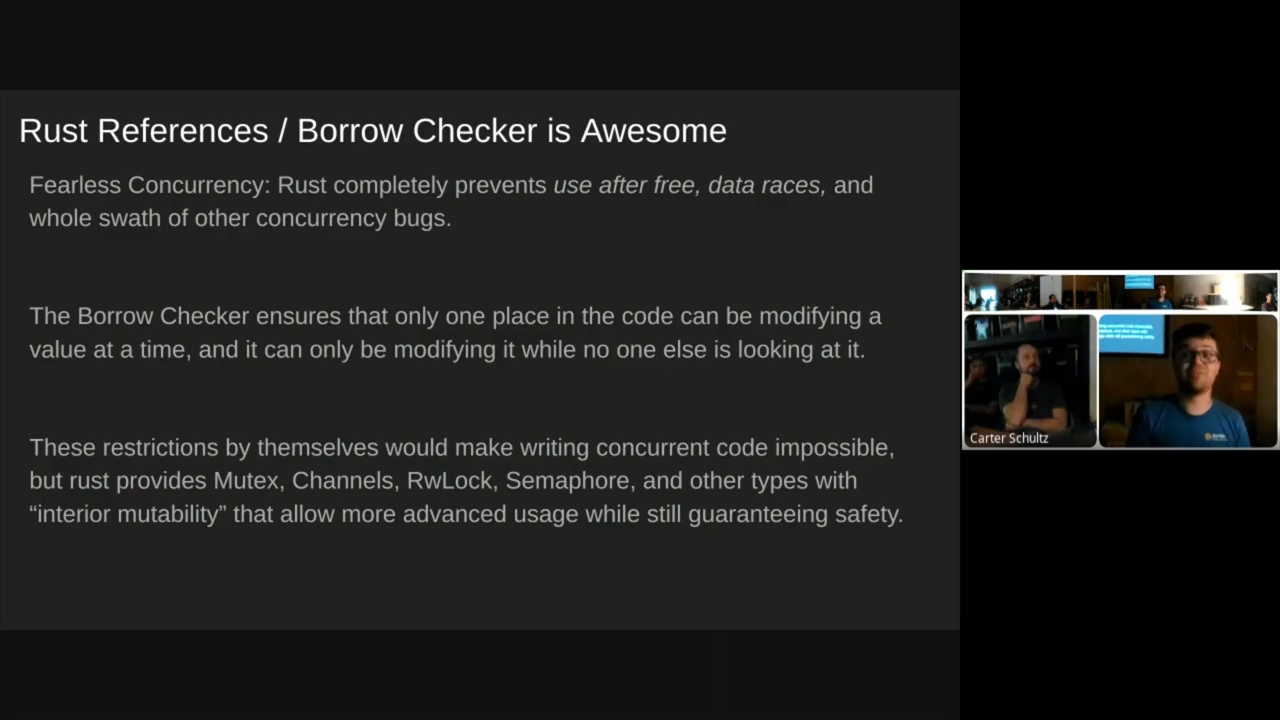 Rust References / Borrow Checker is Awesome
Fearless Concurrency: Rust completely prevents use after free, data races, and
whole swath of other concurrency bugs.
The Borrow Checker ensures that only one place in the code can be modifying a
value at a time, and it can only be modifying it while no one else is looking at it.
These restrictions by themselves would make writing concurrent code impossible,
but rust provides Mutex, Channels, RwLock, Semaphore, and other types with
“interior mutability” that allow more advanced usage while still guaranteeing safety.
Carter Schultz